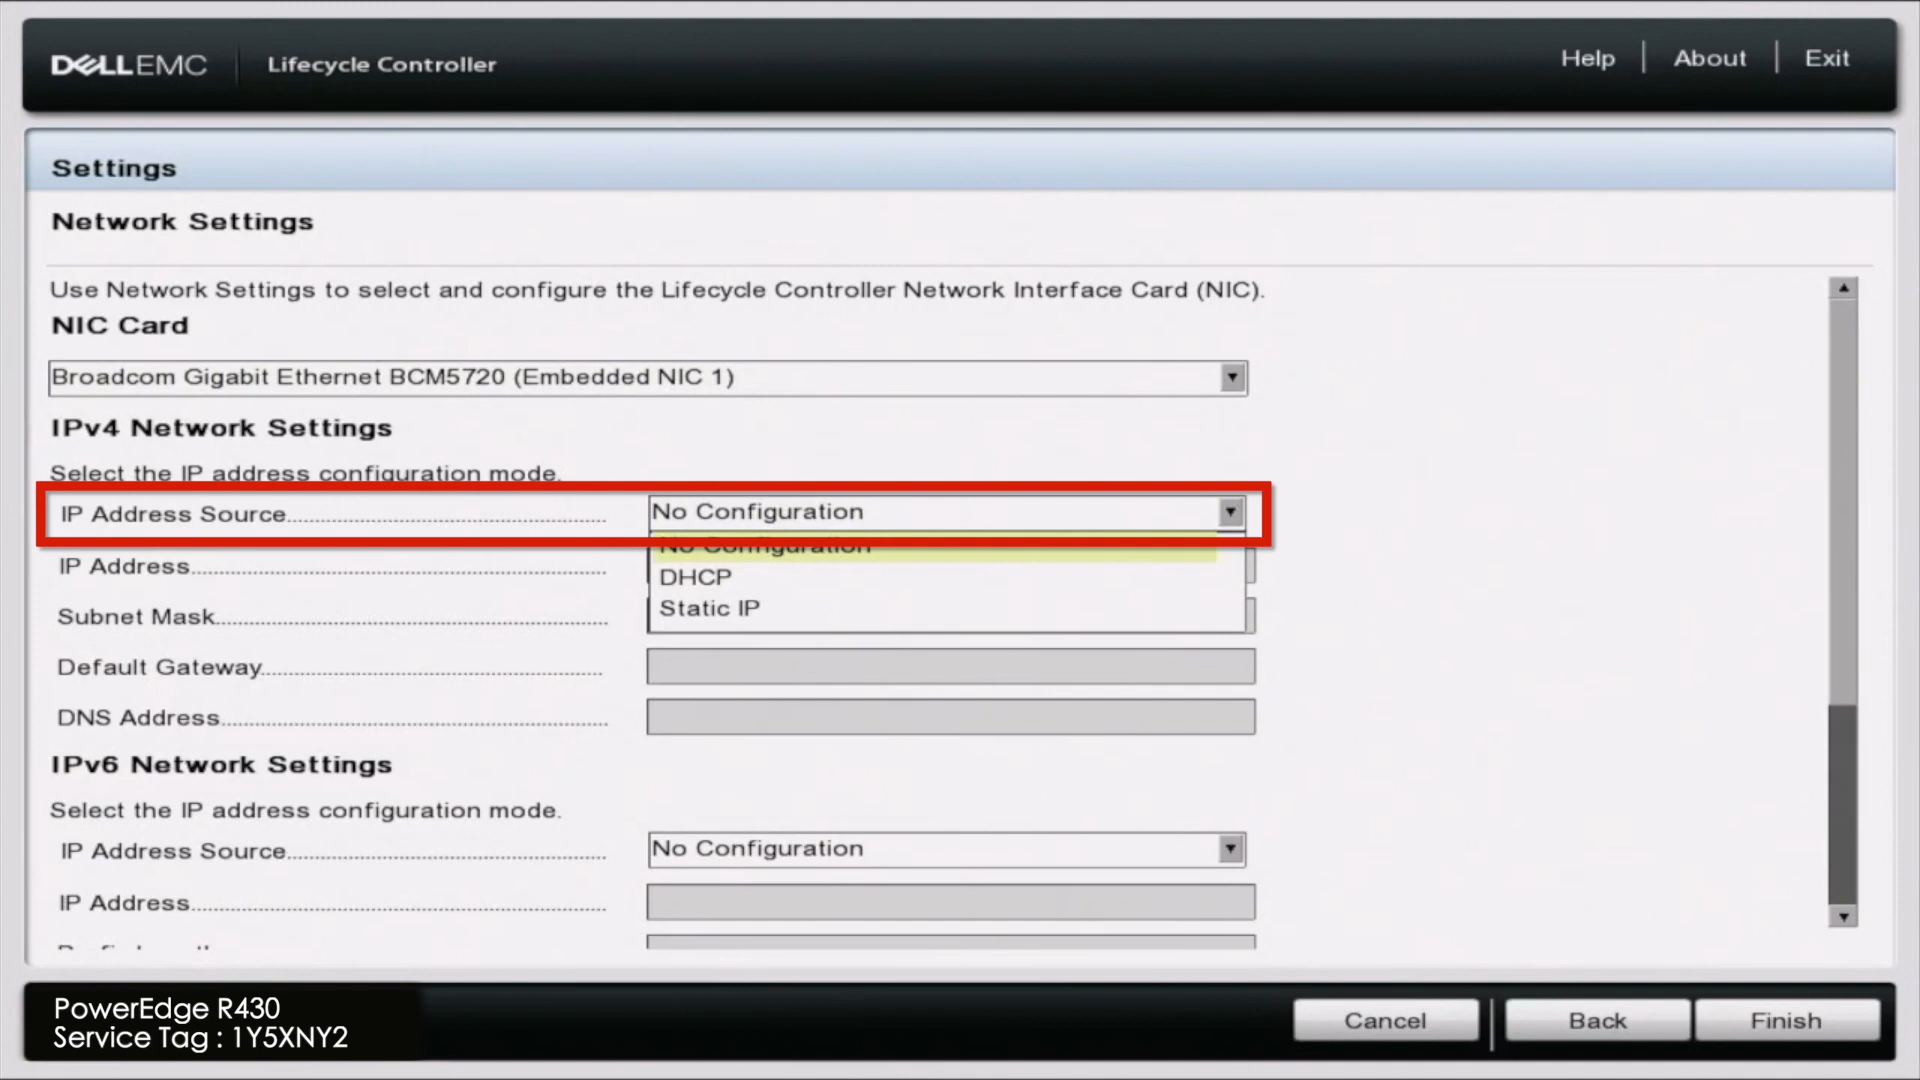 DELLEMC
Lifecycle Controller
Help
About
Exit
Settings
Network Settings
Use Network Settings to select and configure the Lifecycle Controller Network Interface Card (NIC).
NIC Card
Broadcom Gigabit Ethernet BCM5720 (Embedded NIC 1)
IPv4 Network Settings
Select the IP address configuration mode.
IP Address Source
No Configuration
No Configuration
IP Address
DHCP
Static IP
Subnet Mask
Default Gateway
DNS Address
IPv6 Network Settings
Select the IP address configuration mode.
IP Address Source
No Configuration
IP Address
PowerEdge R430
Service Tag : 1Y5XNY2
Cancel
Back
Finish